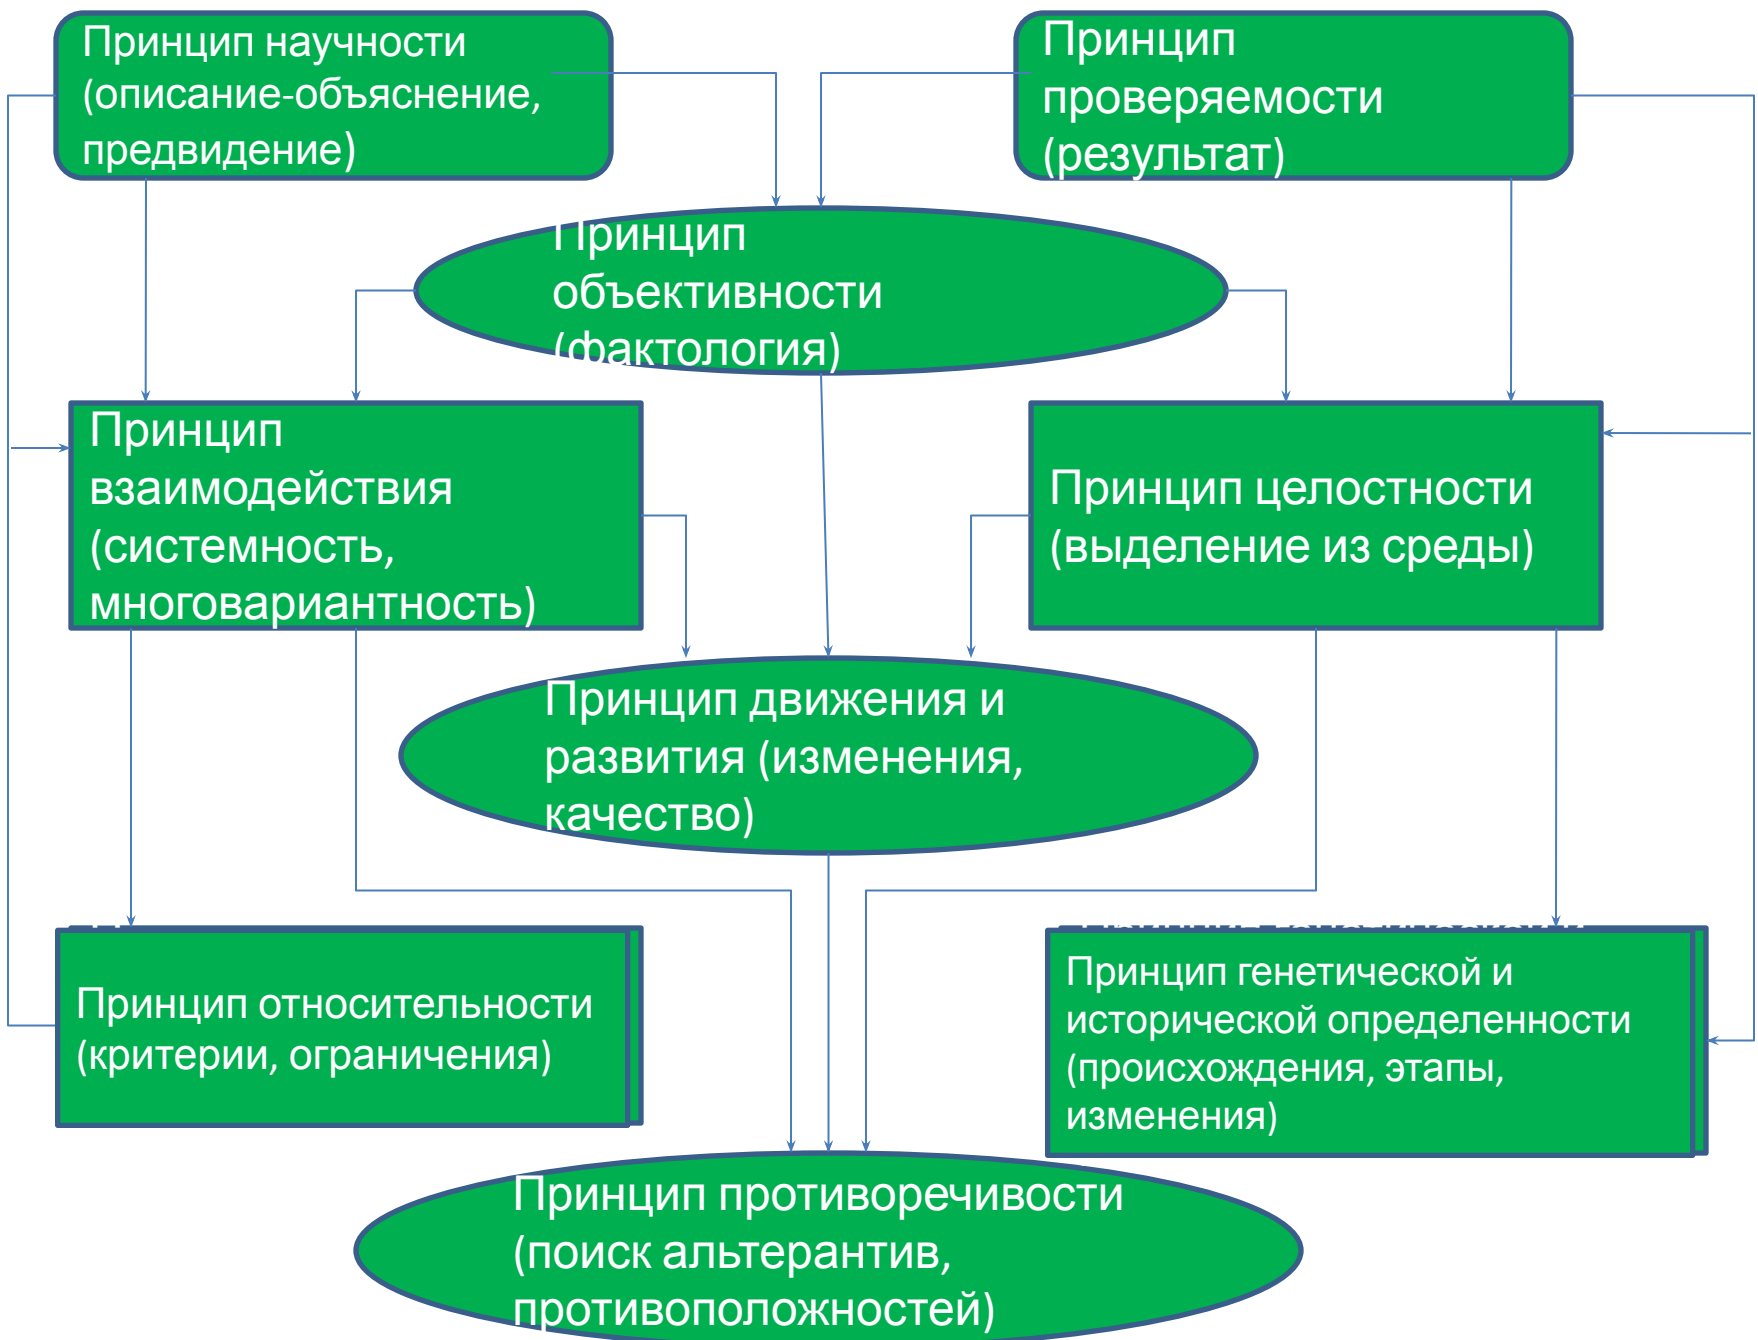 Принцип научности
(описание-объяснение,
предвидение)
Принцип
проверяемости
(результат)
Принцип
объективности
(фактология)
Принцип
взаимодействия
(системность,
многовариантность)
Принцип целостности
(выделение из среды)
Принцип движения и
развития (изменения,
качество)
Принцип относительности
(критерии, ограничения)
Принцип генетической и
исторической определенности
(происхождения, этапы,
изменения)
Принцип противоречивости
(поиск альтерантив,
противоположностей)